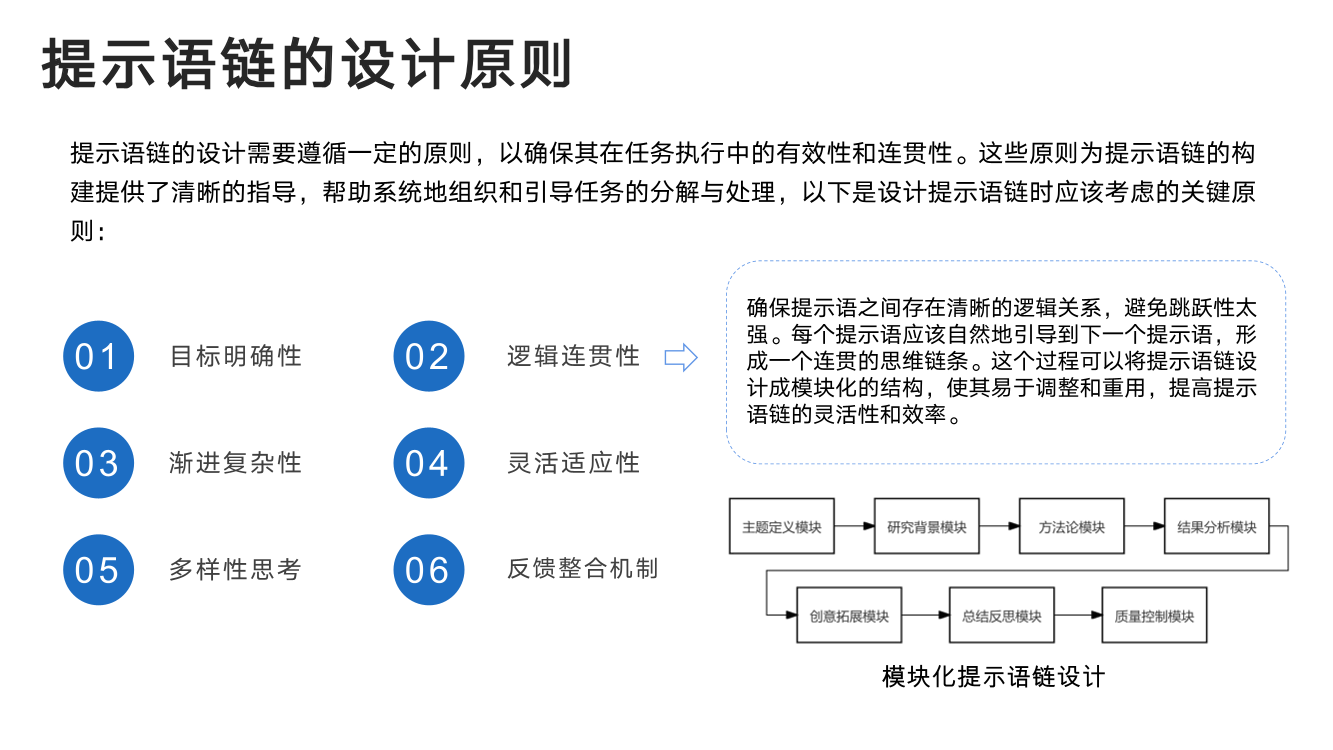 提示语链的设计原则
提示语链的设计需要遵循一定的原则，以确保其在任务执行中的有效性和连贯性。这些原则为提示语链的构
建提供了清晰的指导，帮助系统地组织和引导任务的分解与处理，以下是设计提示语链时应该考虑的关键原
则：
01 目标明确性
02 逻辑连贯性
03 渐进复杂性
04 灵活适应性
05 多样性思考
06 反馈整合机制
确保提示语之间存在清晰的逻辑关系，避免跳跃性太
强。每个提示语应该自然地引导到下一个提示语，形
成一个连贯的思维链条。这个过程可以将提示语链设
计成模块化的结构，使其易于调整和重用，提高提示
语链的灵活性和效率。
主题定义模块
研究背景模块
方法论模块
结果分析模块
创意拓展模块
总结反思模块
质量控制模块
模块化提示语链设计